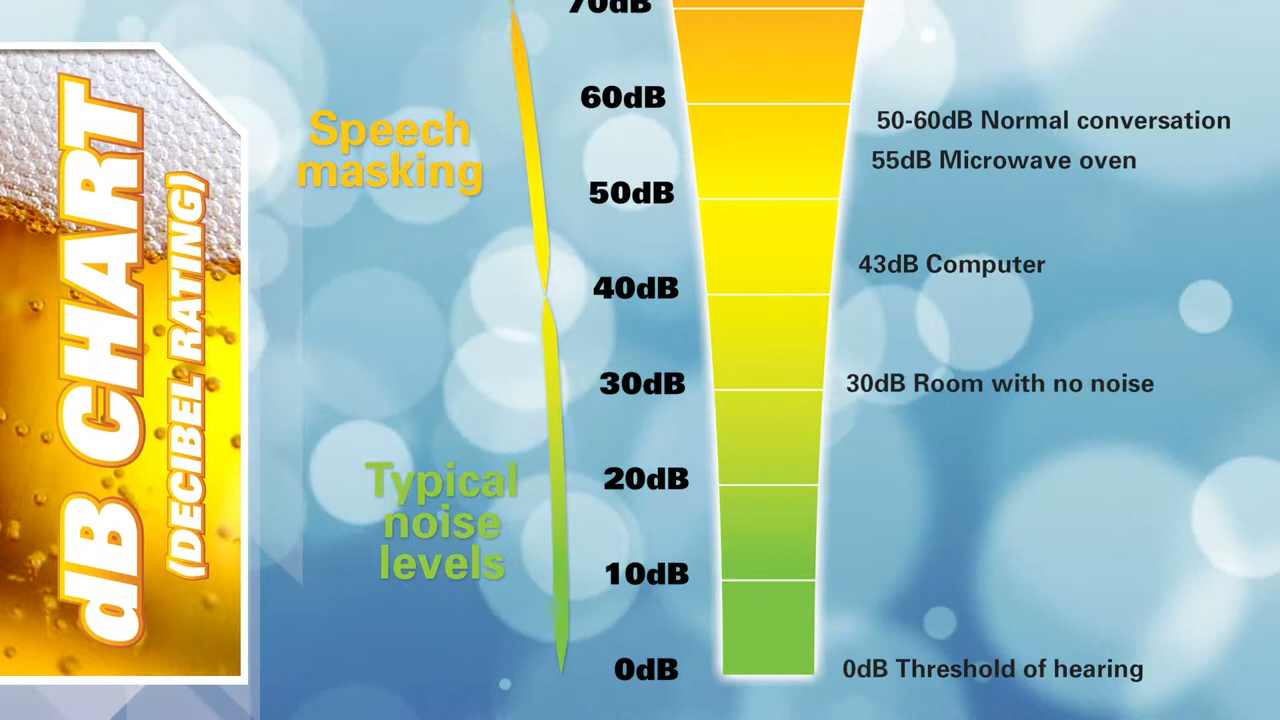 dB CHART
(DECIBEL RATING)
Speech
masking
Typical
noise
levels
70dB
60dB
50dB
40dB
30dB
20dB
10dB
0dB
50-60dB Normal conversation
55dB Microwave oven
43dB Computer
30dB Room with no noise
0dB Threshold of hearing